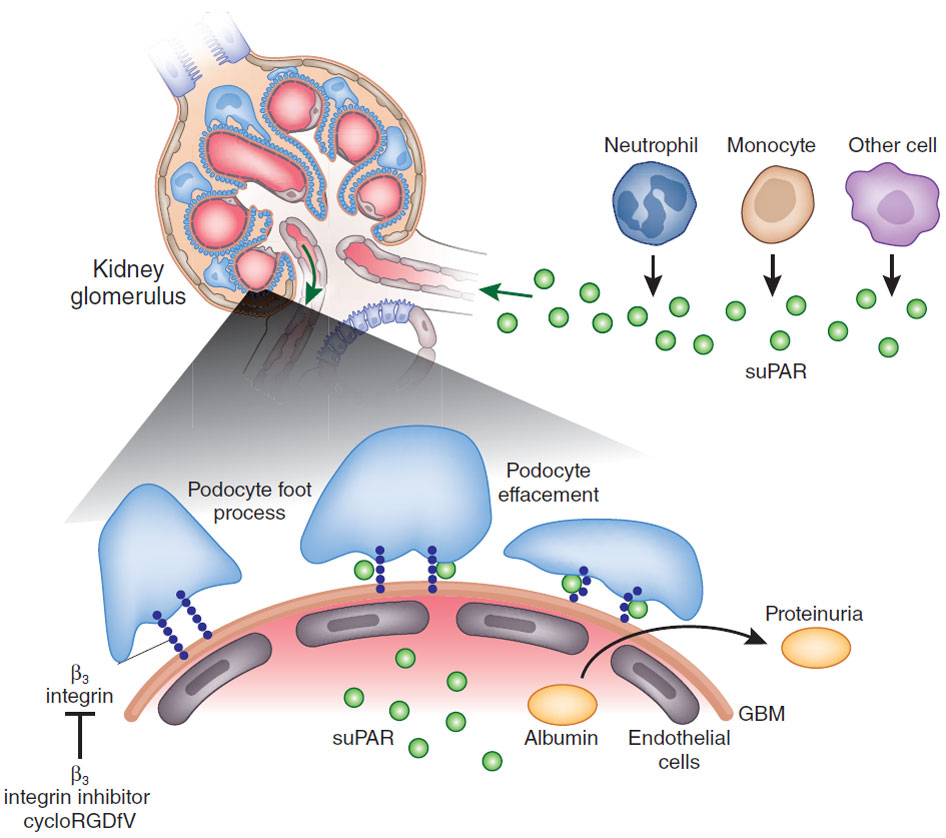 Neutrophil
Monocyte
Other cell
Kidney
glomerulus
suPAR
Podocyte foot
process
Podocyte
effacement
Proteinuria
β3
integrin
GBM
suPAR
Albumin
Endothelial
cells
β3
integrin inhibitor
cycloRGDfV